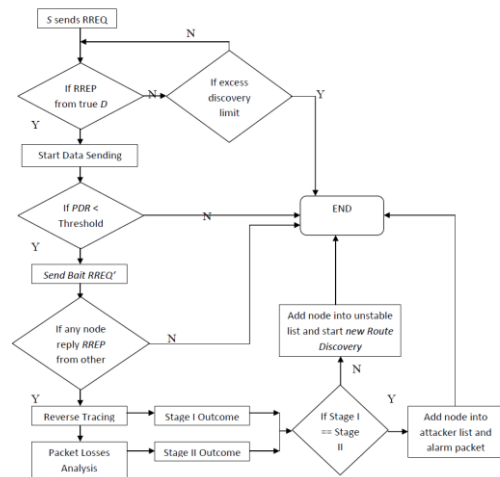 S sends RREQ
N
If RREP
from true D
N
If excess
discovery
limit
Y
Y
Start Data Sending
If PDR <
Threshold
N
END
Y
Send Bait RREQ'
If any node
reply RREP
from other
N
Add node into unstable
list and start new Route
Discovery
N
Y
Y
Reverse Tracing
Stage I Outcome
If Stage I
== Stage
II
Add node into
attacker list and
alarm packet
Packet Losses
Analysis
Stage II Outcome